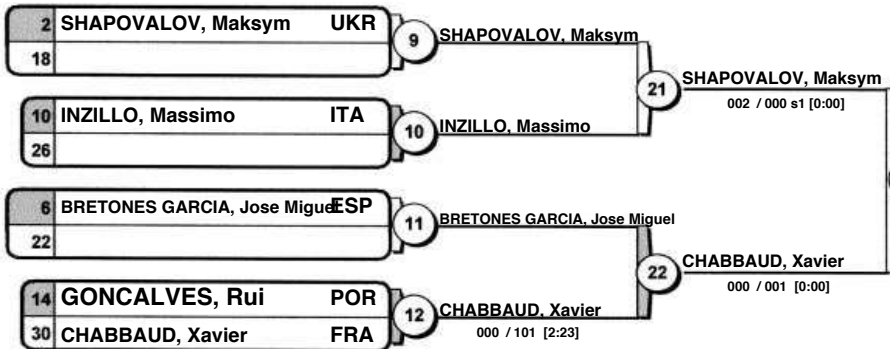 2 SHAPOVALOV, Maksym UKR
18
9
SHAPOVALOV, Maksym
10 INZILLO, Massimo ITA
26
10
INZILLO, Massimo
21
SHAPOVALOV, Maksym
002 / 000 s1 [0:00]
6 BRETONES GARCIA, Jose Miguel ESP
22
11
BRETONES GARCIA, Jose Miguel
14 GONCALVES, Rui POR
30 CHABBAUD, Xavier FRA
12
CHABBAUD, Xavier
000 / 101 [2:23]
22
CHABBAUD, Xavier
000 / 001 [0:00]